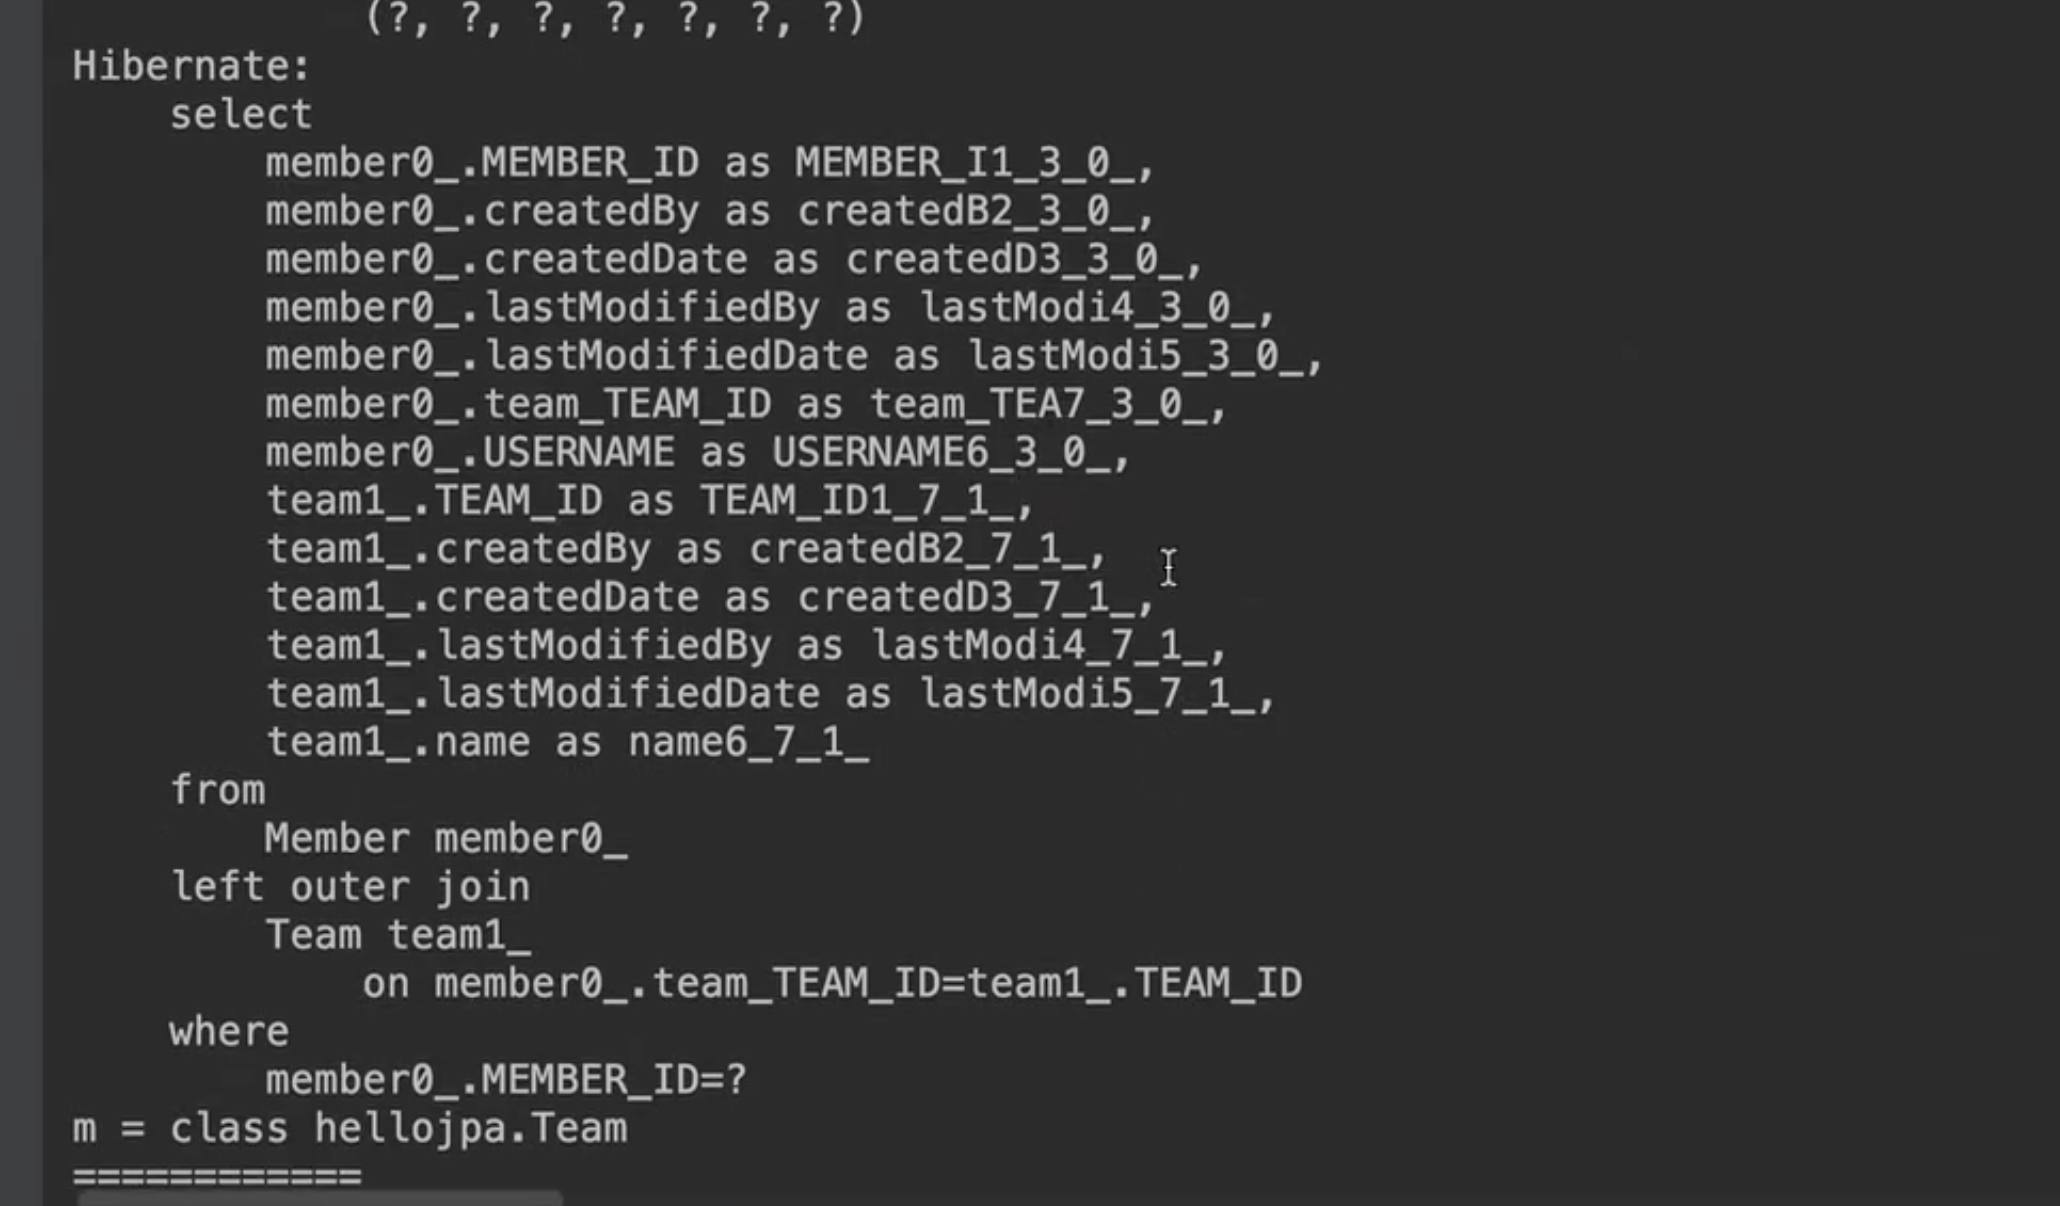 (?, ?, ?, ?, ?, ?, ?)
Hibernate:
select
member0_.MEMBER_ID as MEMBER_I1_3_0_,
member0_.createdBy as createdB2_3_0_,
member0_.createdDate as createdD3_3_0_,
member0_.lastModifiedBy as lastModi4_3_0_,
member0_.lastModifiedDate as lastModi5_3_0_,
member0_.team_TEAM_ID as team_TEA7_3_0_,
member0_.USERNAME as USERNAME6_3_0_,
team1_.TEAM_ID as TEAM_ID1_7_1_,
team1_.createdBy as createdB2_7_1_,
team1_.createdDate as createdD3_7_1_,
team1_.lastModifiedBy as lastModi4_7_1_,
team1_.lastModifiedDate as lastModi5_7_1_,
team1_.name as name6_7_1_
from
Member member0_
left outer join
Team team1_
on member0_.team_TEAM_ID=team1_.TEAM_ID
where
member0_.MEMBER_ID=?
m = class hellojpa.Team
============